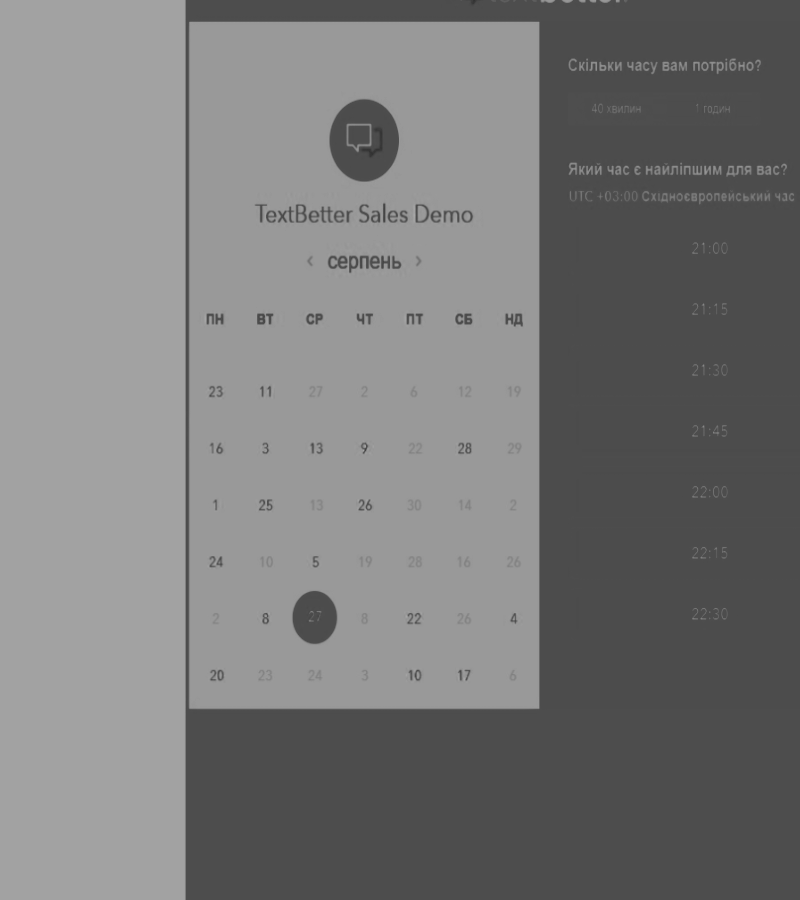 TextBetter Sales Demo
‹ серпень ›
ПН ВТ СР ЧТ ПТ СБ НД
23 11 27 2 6 12 19
16 3 13 9 22 28 29
1 25 13 26 30 14 2
24 10 5 19 28 16 26
2 8 27 8 22 26 4
20 23 24 3 10 17 6
Скільки часу вам потрібно?
40 хвилин 1 годин
Який час є найліпшим для вас?
UTC +03:00 Східноєвропейський час
21:00
21:15
21:30
21:45
22:00
22:15
22:30